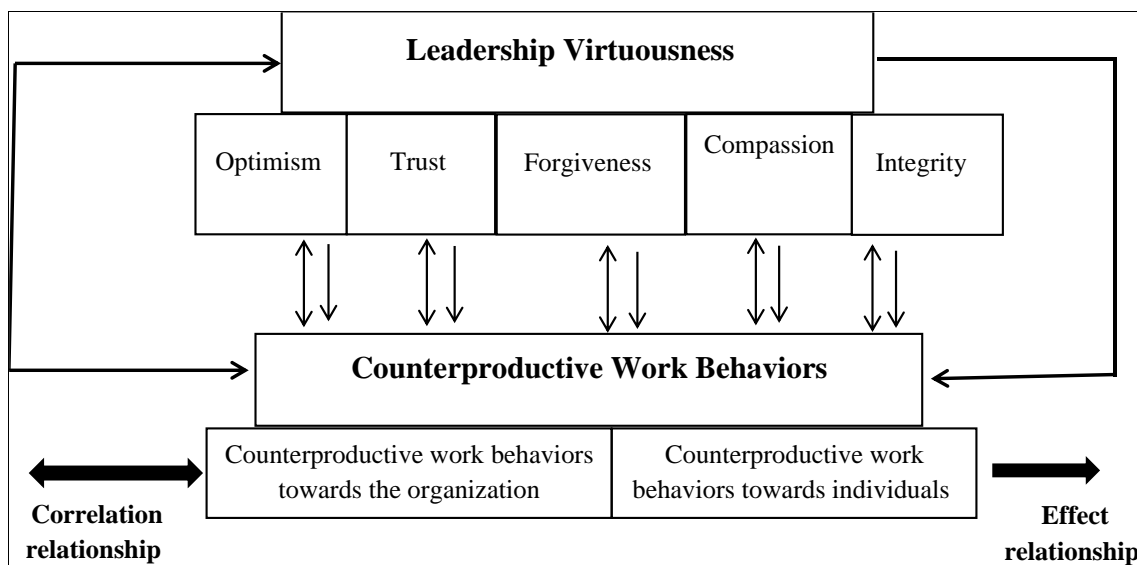 Leadership Virtuousness
Optimism
Trust
Forgiveness
Compassion
Integrity
Counterproductive Work Behaviors
Counterproductive work behaviors
towards the organization
Counterproductive work
behaviors towards individuals
Correlation
relationship
Effect
relationship